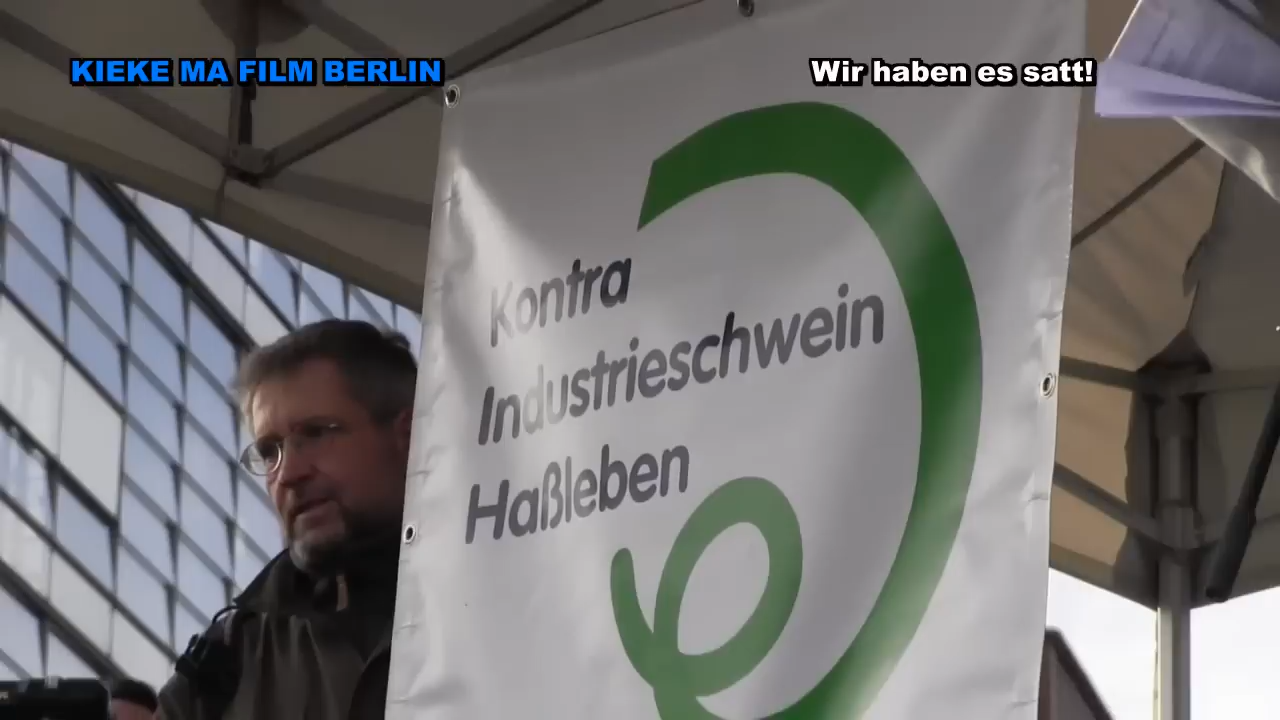 KIEKE MA FILM BERLIN
Wir haben es satt!
Kontra
Industrieschwein
Haßleben